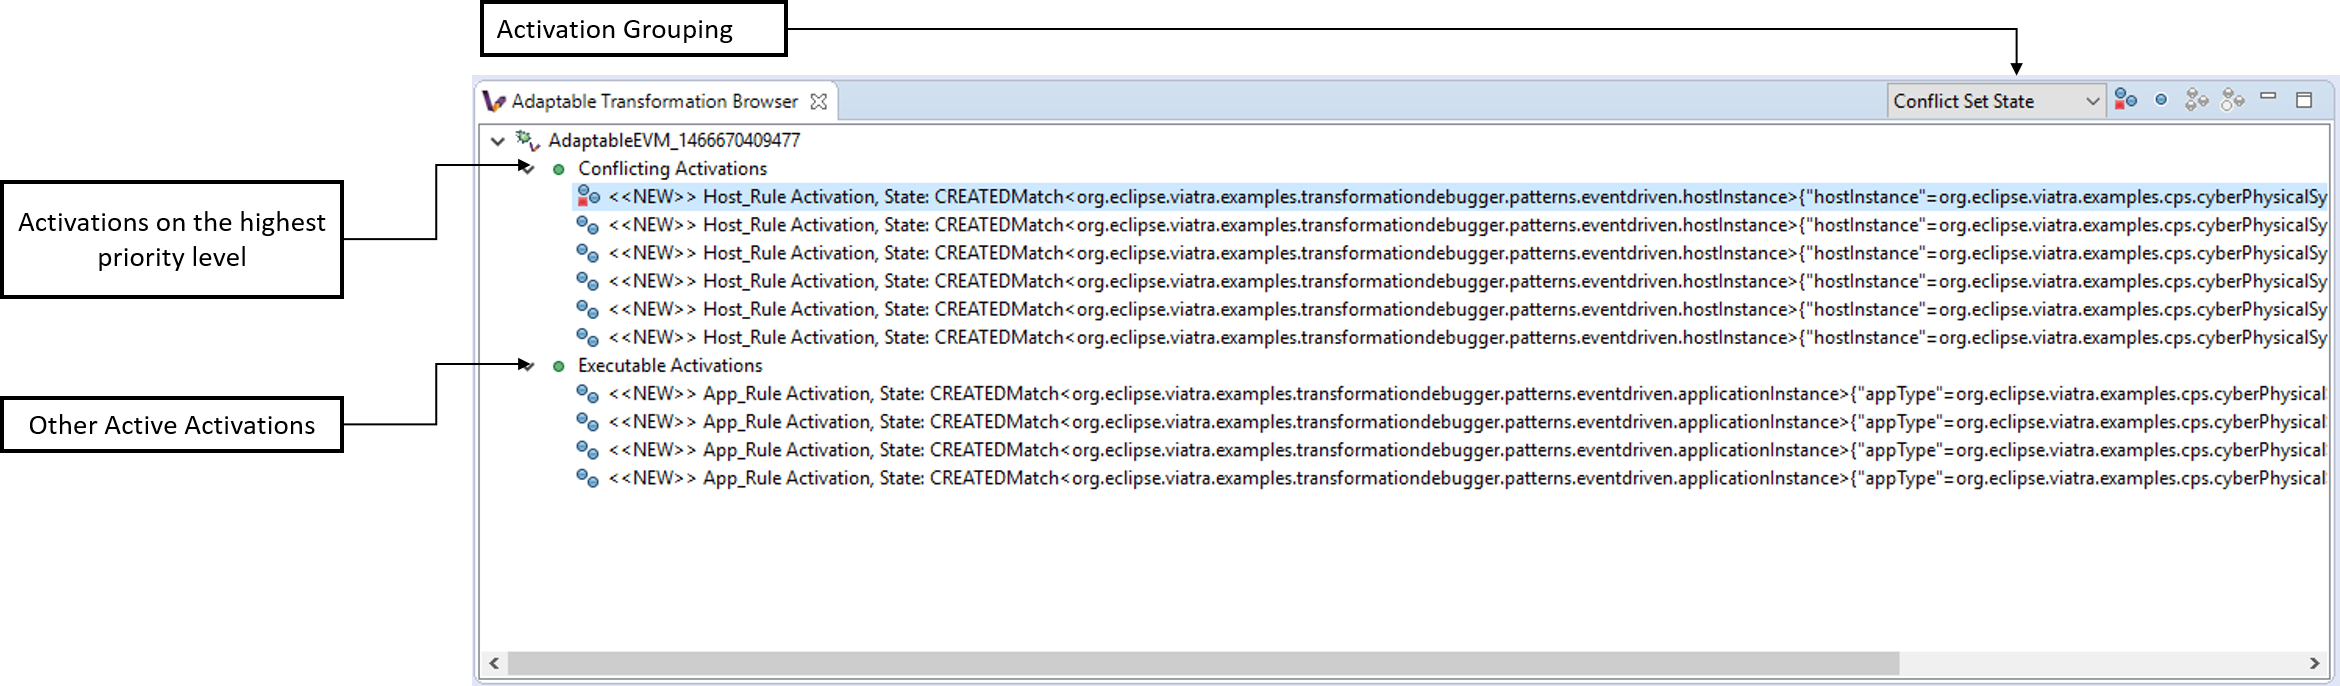 Activation Grouping
Adaptable Transformation Browser
Conflict Set State
AdaptableEVM_1466670409477
Conflicting Activations
<<NEW>> Host_Rule Activation, State: CREATEDMatch<org.eclipse.viatra.examples.transformationdebugger.patterns.eventdriven.hostInstance>{"hostInstance"=org.eclipse.viatra.examples.cps.cyberPhysicalSy
<<NEW>> Host_Rule Activation, State: CREATEDMatch<org.eclipse.viatra.examples.transformationdebugger.patterns.eventdriven.hostInstance>{"hostInstance"=org.eclipse.viatra.examples.cps.cyberPhysicalSy
<<NEW>> Host_Rule Activation, State: CREATEDMatch<org.eclipse.viatra.examples.transformationdebugger.patterns.eventdriven.hostInstance>{"hostInstance"=org.eclipse.viatra.examples.cps.cyberPhysicalSy
<<NEW>> Host_Rule Activation, State: CREATEDMatch<org.eclipse.viatra.examples.transformationdebugger.patterns.eventdriven.hostInstance>{"hostInstance"=org.eclipse.viatra.examples.cps.cyberPhysicalSy
<<NEW>> Host_Rule Activation, State: CREATEDMatch<org.eclipse.viatra.examples.transformationdebugger.patterns.eventdriven.hostInstance>{"hostInstance"=org.eclipse.viatra.examples.cps.cyberPhysicalSy
<<NEW>> Host_Rule Activation, State: CREATEDMatch<org.eclipse.viatra.examples.transformationdebugger.patterns.eventdriven.hostInstance>{"hostInstance"=org.eclipse.viatra.examples.cps.cyberPhysicalSy
Executable Activations
<<NEW>> App_Rule Activation, State: CREATEDMatch<org.eclipse.viatra.examples.transformationdebugger.patterns.eventdriven.applicationInstance>{"appType"=org.eclipse.viatra.examples.cps.cyberPhysical
<<NEW>> App_Rule Activation, State: CREATEDMatch<org.eclipse.viatra.examples.transformationdebugger.patterns.eventdriven.applicationInstance>{"appType"=org.eclipse.viatra.examples.cps.cyberPhysical
<<NEW>> App_Rule Activation, State: CREATEDMatch<org.eclipse.viatra.examples.transformationdebugger.patterns.eventdriven.applicationInstance>{"appType"=org.eclipse.viatra.examples.cps.cyberPhysical
<<NEW>> App_Rule Activation, State: CREATEDMatch<org.eclipse.viatra.examples.transformationdebugger.patterns.eventdriven.applicationInstance>{"appType"=org.eclipse.viatra.examples.cps.cyberPhysical
Activations on the highest
priority level
Other Active Activations